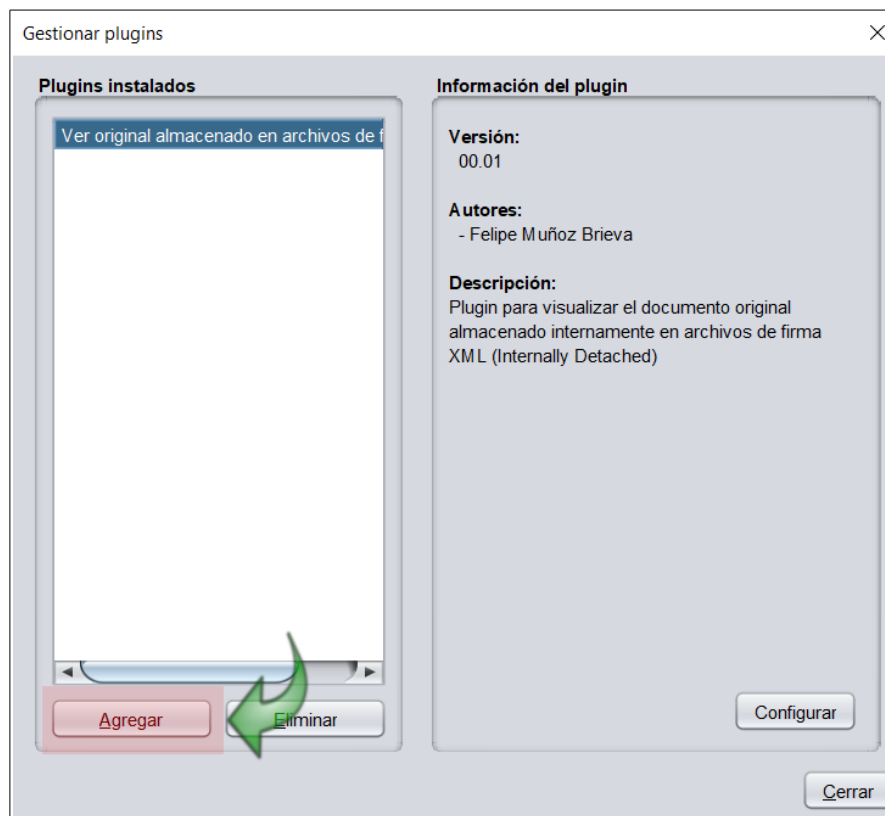 Gestionar plugins
Plugins instalados
Ver original almacenado en archivos de f
Agregar
Eliminar
Información del plugin
Versión:
00.01
Autores:
- Felipe Muñoz Brieva
Descripción:
Plugin para visualizar el documento original
almacenado internamente en archivos de firma
XML (Internally Detached)
Configurar
Cerrar